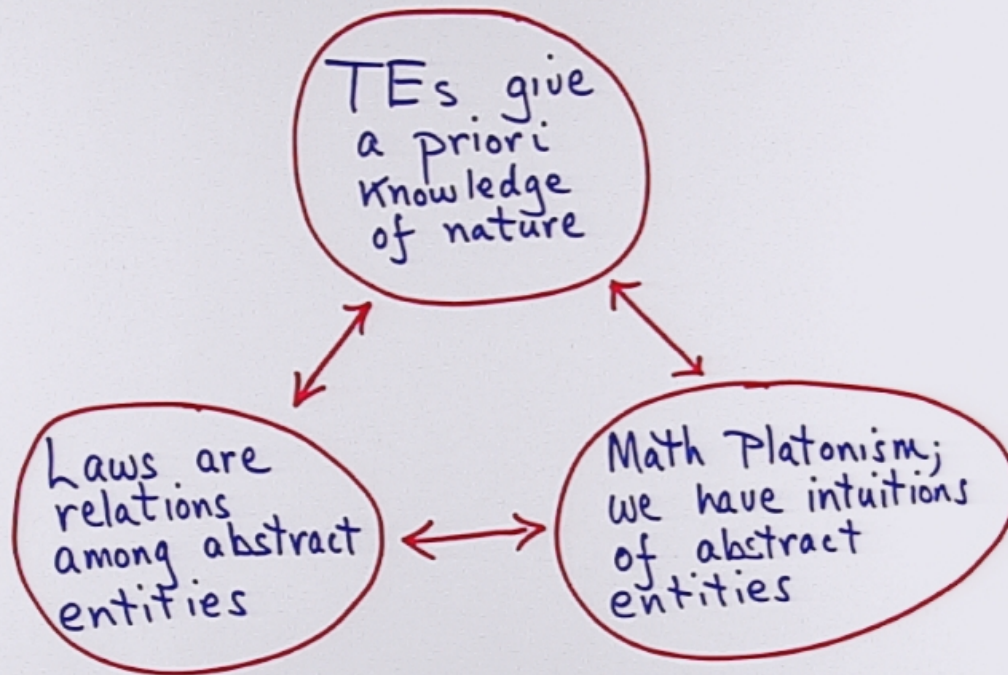 TEs give
a priori
Knowledge
of nature
Laws are
relations
among abstract
entities
Math Platonism;
we have intuitions
of abstract
entities